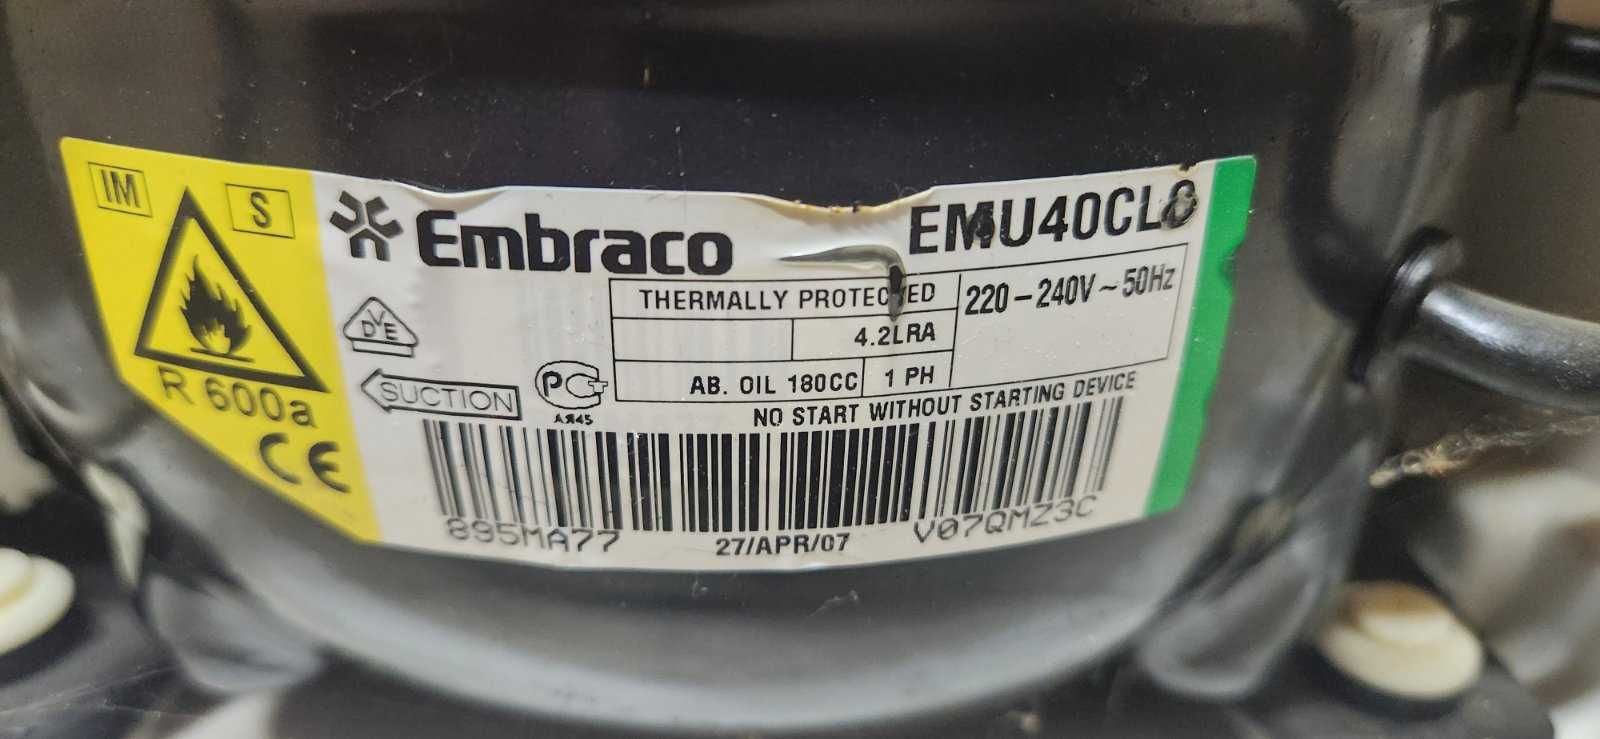 IM
S
R 600a
CE
Embraco
EMU40CL
THERMALLY PROTECTED
220-240V~50Hz
4.2LRA
AB. OIL 180CC
1 PH
VDE
SUCTION
NO START WITHOUT STARTING DEVICE
895MA77
27/APR/07
V07QMZ3C